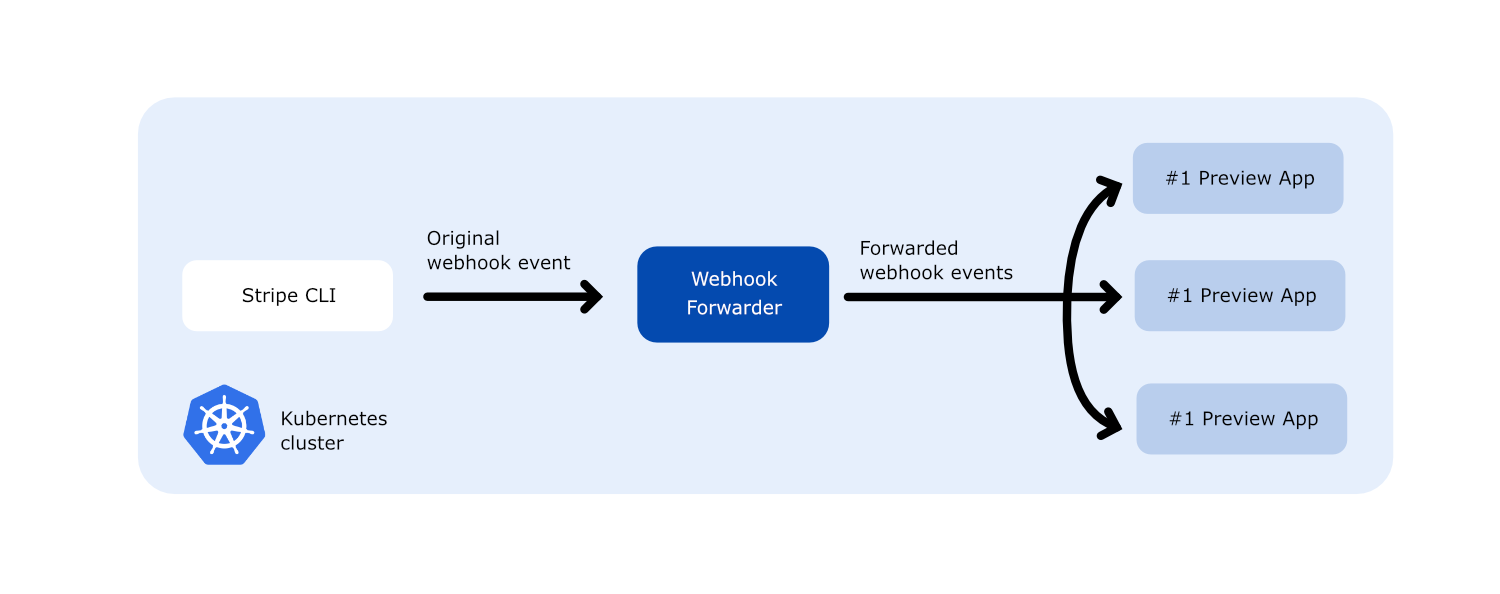 Stripe CLI
Original
webhook event
Webhook
Forwarder
Forwarded
webhook events
#1 Preview App
#1 Preview App
#1 Preview App
Kubernetes
cluster